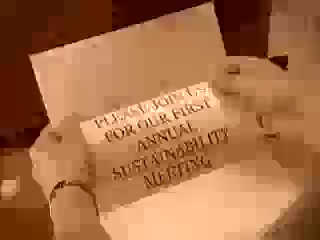 PLEASE JOIN US
FOR OUR FIRST
ANNUAL
SUSTAINABILITY
MEETING